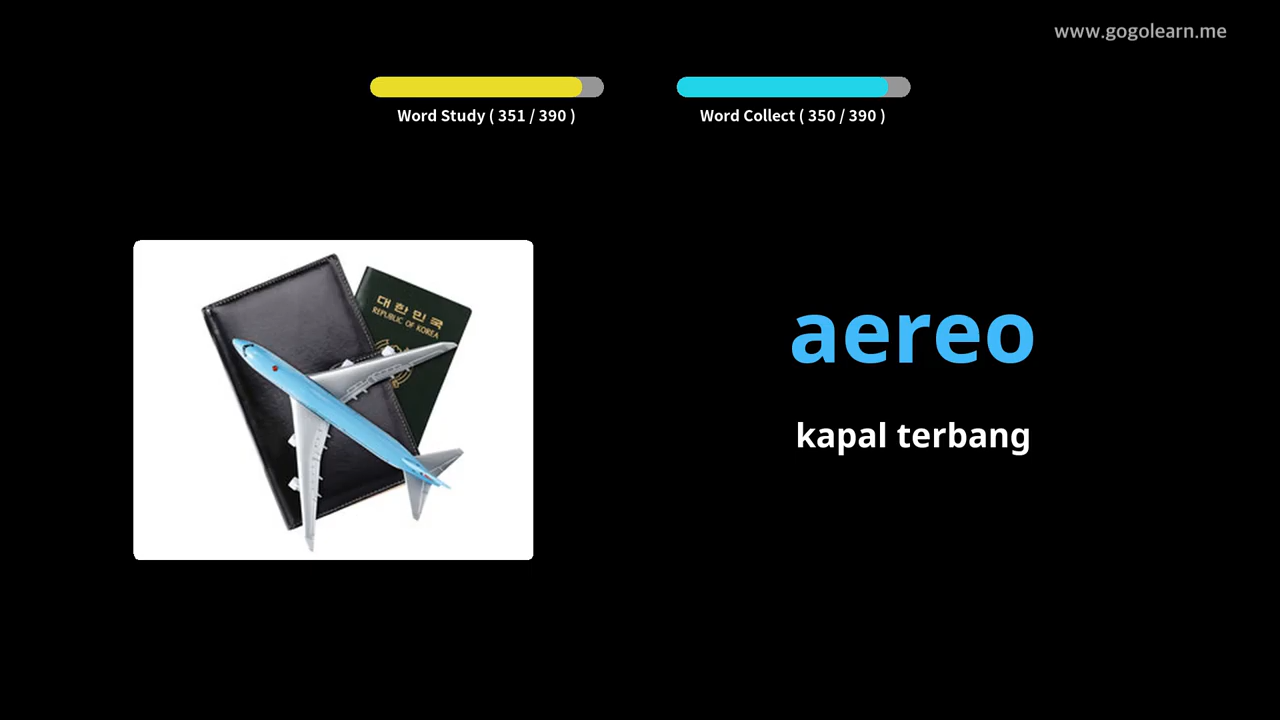 www.gogolearn.me
Word Study ( 351 / 390 )
Word Collect ( 350 / 390 )
대한민국
REPUBLIC OF KOREA
aereo
kapal terbang